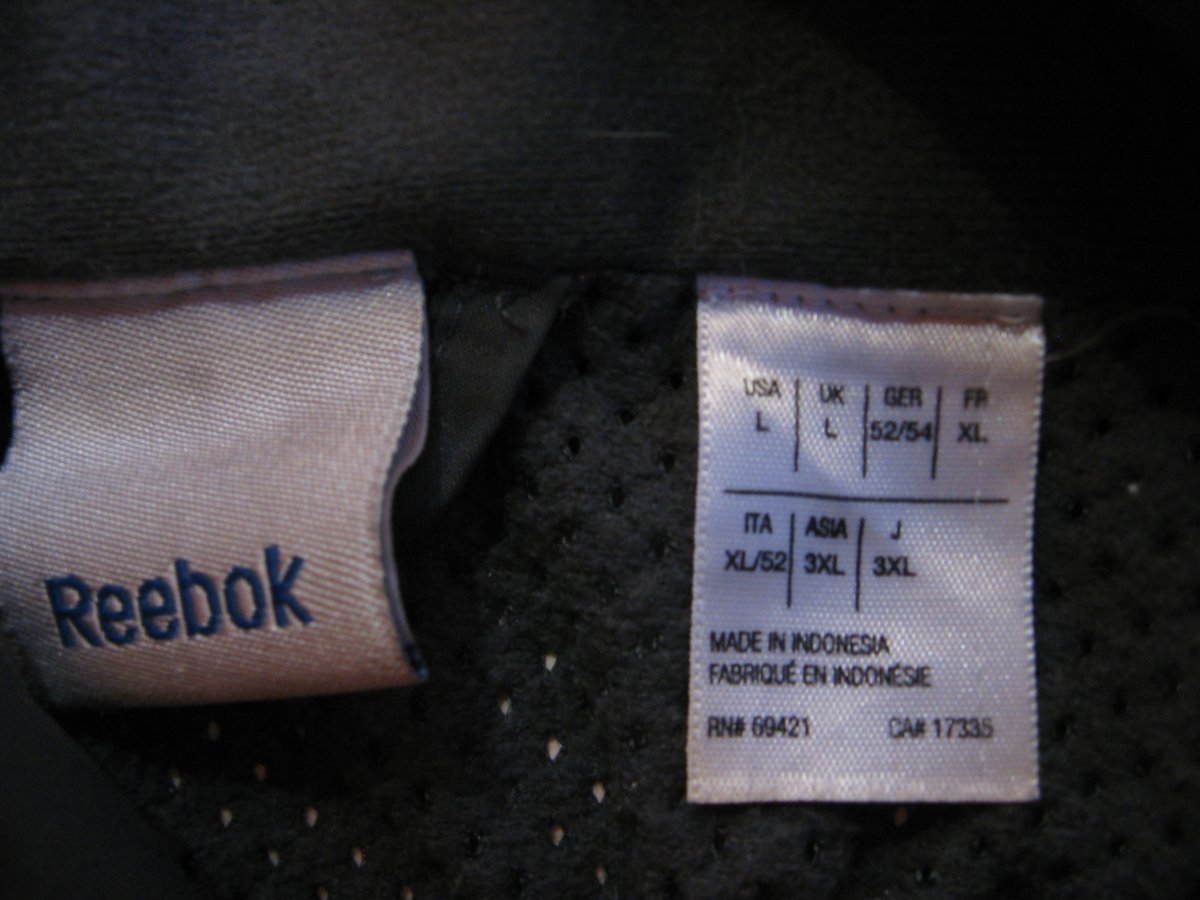 Reebok
USA UK GER FR
L L 52/54 XL
ITA ASIA J
XL/52 3XL 3XL
MADE IN INDONESIA
FABRIQUÉ EN INDONÉSIE
RN# 69421 CA# 17335